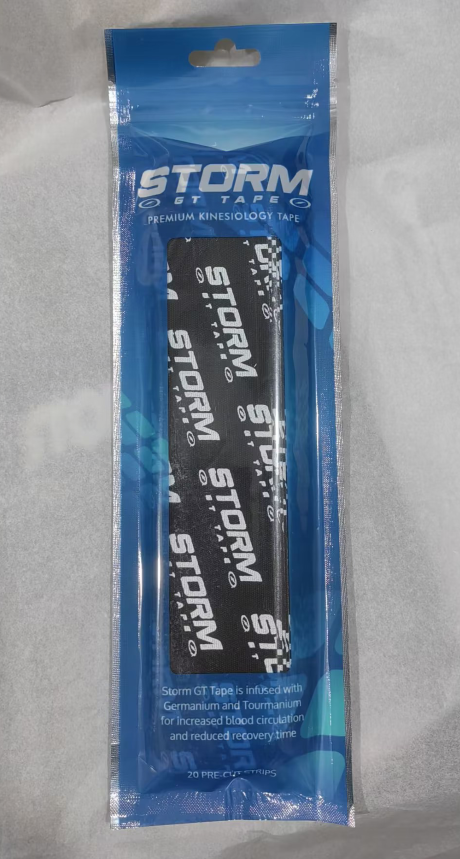 STORM
GT TAPE
PREMIUM KINESIOLOGY TAPE
STORM
GT TAPE
STORM
GT TAPE
STORM
GT TAPE
STORM
GT TAPE
Storm GT Tape is infused with
Germanium and Tourmanium
for increased blood circulation
and reduced recovery time
20 PRE-CUT STRIPS